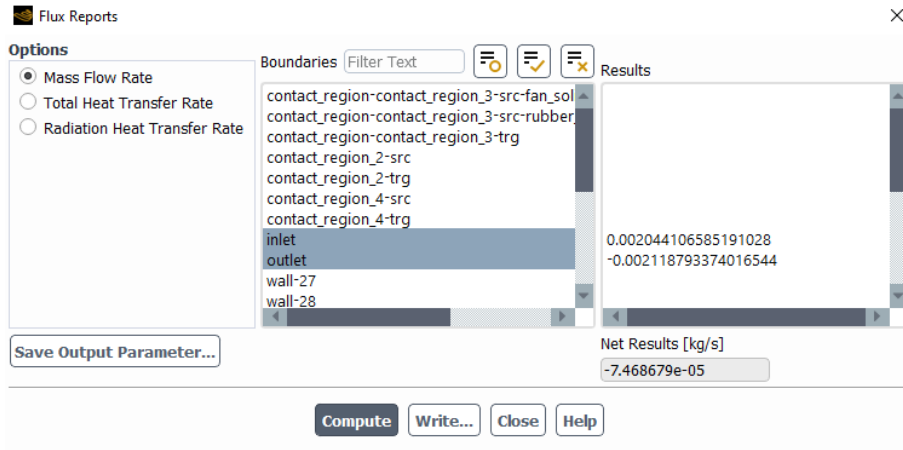 Flux Reports
Options
Mass Flow Rate
Total Heat Transfer Rate
Radiation Heat Transfer Rate
Save Output Parameter...
Boundaries Filter Text
contact_region-contact_region_3-src-fan_sol
contact_region-contact_region_3-src-rubber_
contact_region-contact_region_3-trg
contact_region_2-src
contact_region_2-trg
contact_region_4-src
contact_region_4-trg
inlet
outlet
wall-27
wall-28
Results
0.002044106585191028
-0.002118793374016544
Net Results [kg/s]
-7.468679e-05
Compute Write... Close Help